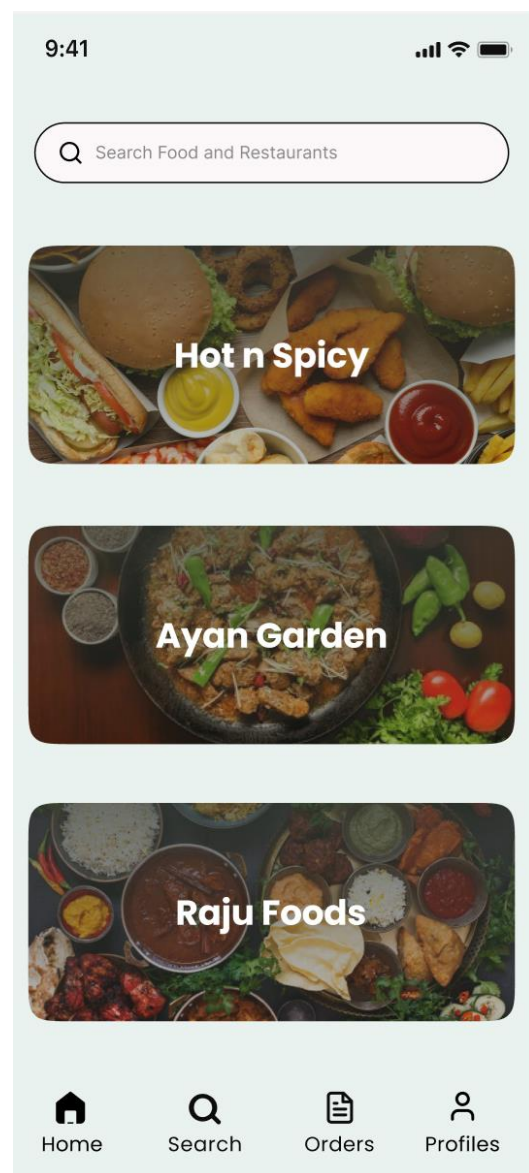 9:41
Search Food and Restaurants
Hot n Spicy
Ayan Garden
Raju Foods
Home Search Orders Profiles